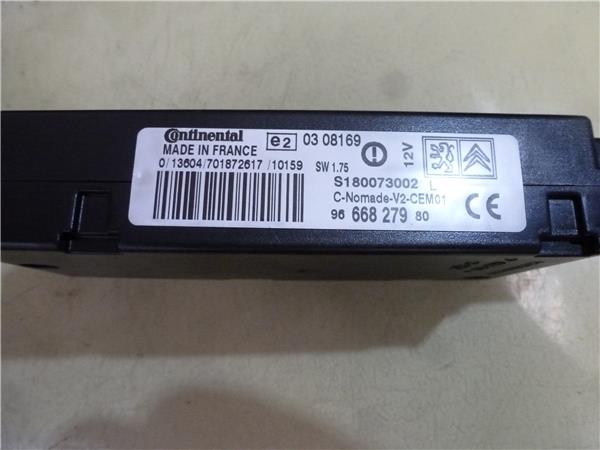 Continental
MADE IN FRANCE
e2 03 08169
0/13604/701872617 /10159
SW 1.75
12V
S180073002 L
C-Nomade-V2-CEM01
96 668 279 80
CE